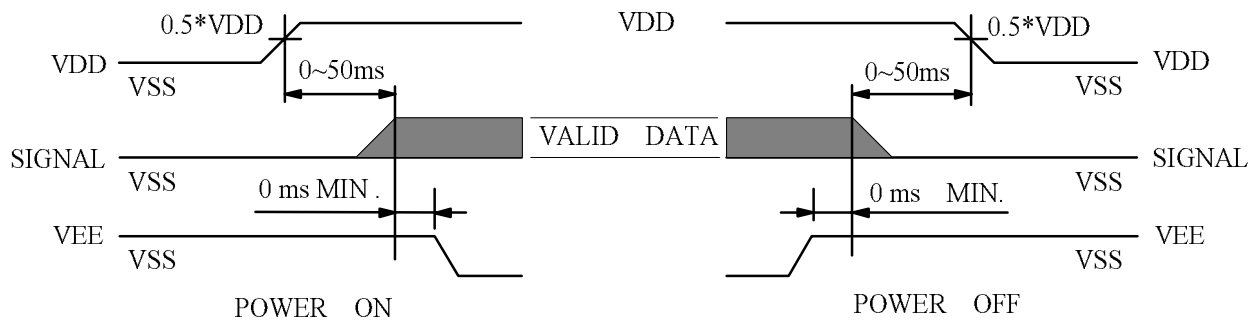 0.5*VDD
VDD
0.5*VDD
VDD
VSS
0~50ms
0~50ms
VSS
VDD
VALID DATA
SIGNAL
VSS
VSS
SIGNAL
0 ms MIN .
0 ms MIN.
VEE
VSS
VSS
VEE
POWER ON
POWER OFF